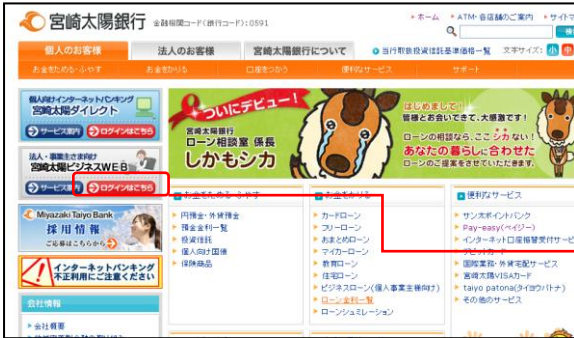 宮崎太陽銀行 金融機関コード(銀行コード):0591
ホーム ATM・各店舗のご案内 サイトマ
個人のお客様 法人のお客様 宮崎太陽銀行について 当行取扱投資信託基準価格一覧 文字サイズ: 小 中
お金をためる・ふやす お金をかりる 口座をつかう 便利なサービス サポート
個人向けインターネットバンキング
宮崎太陽ダイレクト
サービス案内 ログインはこちら
法人・事業主さま向け
宮崎太陽ビジネスWEB
サービス案内 ログインはこちら
Miyazaki Taiyo Bank
採用情報
ご応募はこちらから
インターネットバンキング
不正利用にご注意ください
会社情報
会社概要
ついにデビュー!
宮崎太陽銀行
ローン相談室 係長
しかもシカ
はじめまして!
皆様とお会いできて、大感激です!
ローンの相談なら、ここ シカ ない!
あなたの暮らしに合わせた
ローンのご提案をさせていただきます。
お金をためる・ふやす
円預金・外貨預金
預金金利一覧
投資信託
個人向け国債
保険商品
お金をかりる
カードローン
フリーローン
おまとめローン
マイカーローン
教育ローン
住宅ローン
ビジネスローン(個人事業主様向け)
ローン金利一覧
ローンシュミレーション
便利なサービス
サンエポイントバンク
Pay-easy(ペイジー)
インターネット口座振替受付サービ
デビットカード
国際業務・外貨宅配サービス
宮崎太陽VISAカード
taiyo patona(タイヨウパトナ)
その他のサービス